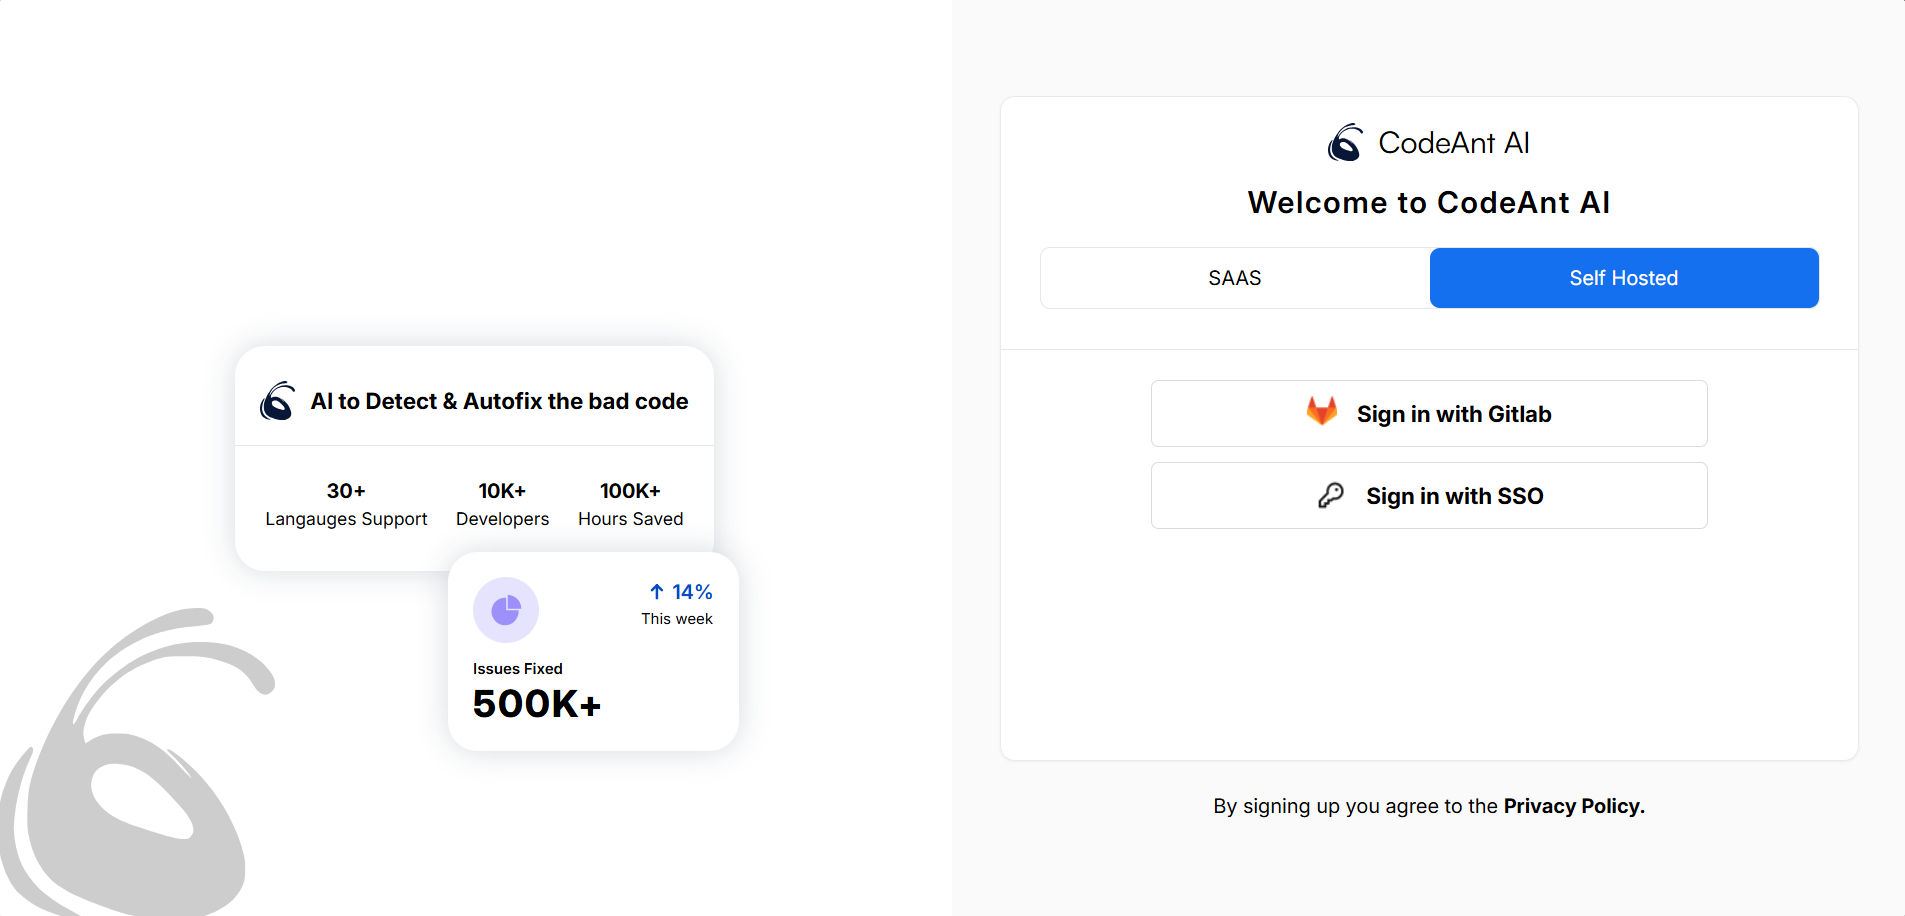 AI to Detect & Autofix the bad code
30+
Langauges Support
10K+
Developers
100K+
Hours Saved
↑ 14%
This week
Issues Fixed
500K+
CodeAnt AI
Welcome to CodeAnt AI
SAAS
Self Hosted
Sign in with Gitlab
Sign in with SSO
By signing up you agree to the Privacy Policy.